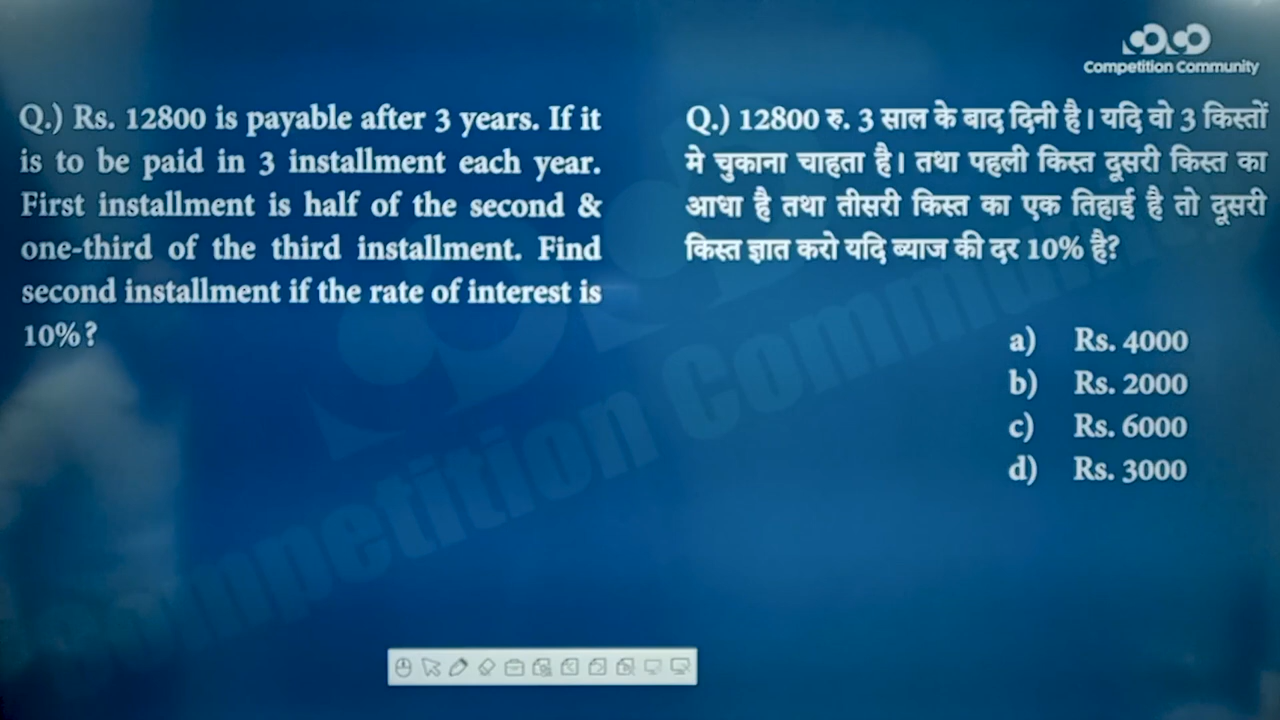 Competition Community
Q.) Rs. 12800 is payable after 3 years. If it
is to be paid in 3 installment each year.
First installment is half of the second &
one-third of the third installment. Find
second installment if the rate of interest is
10%?
Q.) 12800 रु. 3 साल के बाद दिनी है। यदि वो 3 किस्तों
मे चुकाना चाहता है। तथा पहली किस्त दूसरी किस्त का
आधा है तथा तीसरी किस्त का एक तिहाई है तो दूसरी
किस्त ज्ञात करो यदि ब्याज की दर 10% है?
a) Rs. 4000
b) Rs. 2000
c) Rs. 6000
d) Rs. 3000
Competition Community